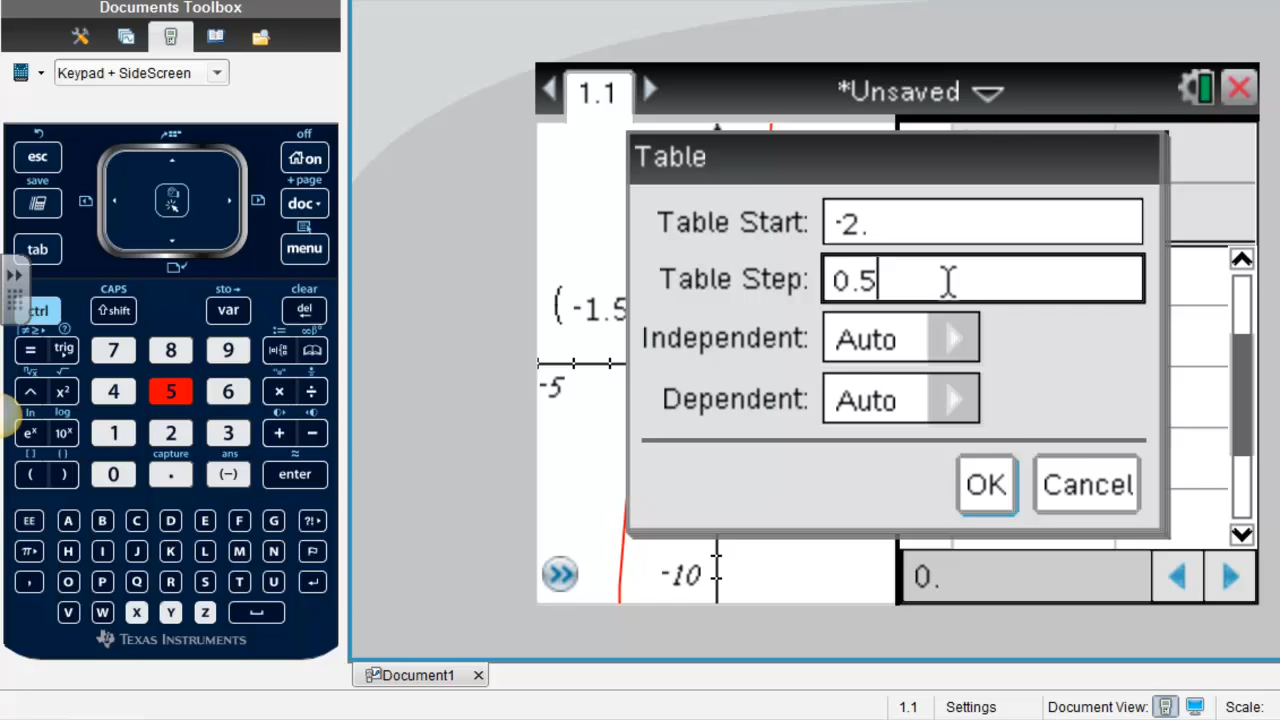 Documents Toolbox
Keypad + SideScreen
off
esc
on
save
+ page
doc
tab
menu
CAPS
sto→
clear
ctrl
⇧shift
var
del
= trig 7 8 9
^ x² 4 5 6 × ÷
ln log
eˣ 10ˣ 1 2 3 + −
[ ] { } capture ans ≈
( ) 0 . (−) enter
EE A B C D E F G ?!▸
π▸ H I J K L M N
, O P Q R S T U ↵
V W X Y Z
TEXAS INSTRUMENTS
1.1 *Unsaved
Table
Table Start: -2.
Table Step: 0.5
Independent: Auto
Dependent: Auto
OK Cancel
(-1.5
-5
-10
0.
Document1 ×
1.1 Settings Document View: Scale: